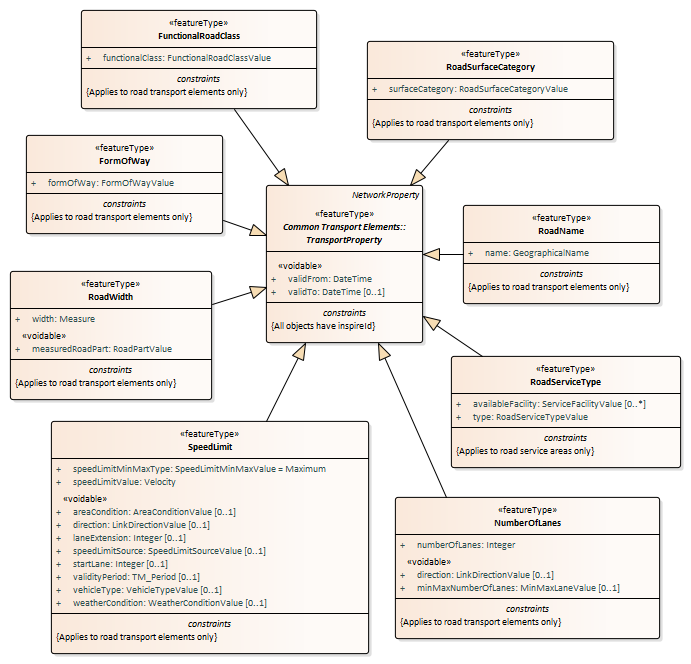 «featureType»
FunctionalRoadClass
+ functionalClass: FunctionalRoadClassValue
constraints
{Applies to road transport elements only}
«featureType»
RoadSurfaceCategory
+ surfaceCategory: RoadSurfaceCategoryValue
constraints
{Applies to road transport elements only}
«featureType»
FormOfWay
+ formOfWay: FormOfWayValue
constraints
{Applies to road transport elements only}
NetworkProperty
«featureType»
Common Transport Elements::
TransportProperty
«voidable»
+ validFrom: DateTime
+ validTo: DateTime [0..1]
constraints
{All objects have inspireId}
«featureType»
RoadName
+ name: GeographicalName
constraints
{Applies to road transport elements only}
«featureType»
RoadWidth
+ width: Measure
«voidable»
+ measuredRoadPart: RoadPartValue
constraints
{Applies to road transport elements only}
«featureType»
RoadServiceType
+ availableFacility: ServiceFacilityValue [0..*]
+ type: RoadServiceTypeValue
constraints
{Applies to road service areas only}
«featureType»
SpeedLimit
+ speedLimitMinMaxType: SpeedLimitMinMaxValue = Maximum
+ speedLimitValue: Velocity
«voidable»
+ areaCondition: AreaConditionValue [0..1]
+ direction: LinkDirectionValue [0..1]
+ laneExtension: Integer [0..1]
+ speedLimitSource: SpeedLimitSourceValue [0..1]
+ startLane: Integer [0..1]
+ validityPeriod: TM_Period [0..1]
+ vehicleType: VehicleTypeValue [0..1]
+ weatherCondition: WeatherConditionValue [0..1]
constraints
{Applies to road transport elements only}
«featureType»
NumberOfLanes
+ numberOfLanes: Integer
«voidable»
+ direction: LinkDirectionValue [0..1]
+ minMaxNumberOfLanes: MinMaxLaneValue [0..1]
constraints
{Applies to road transport elements only}